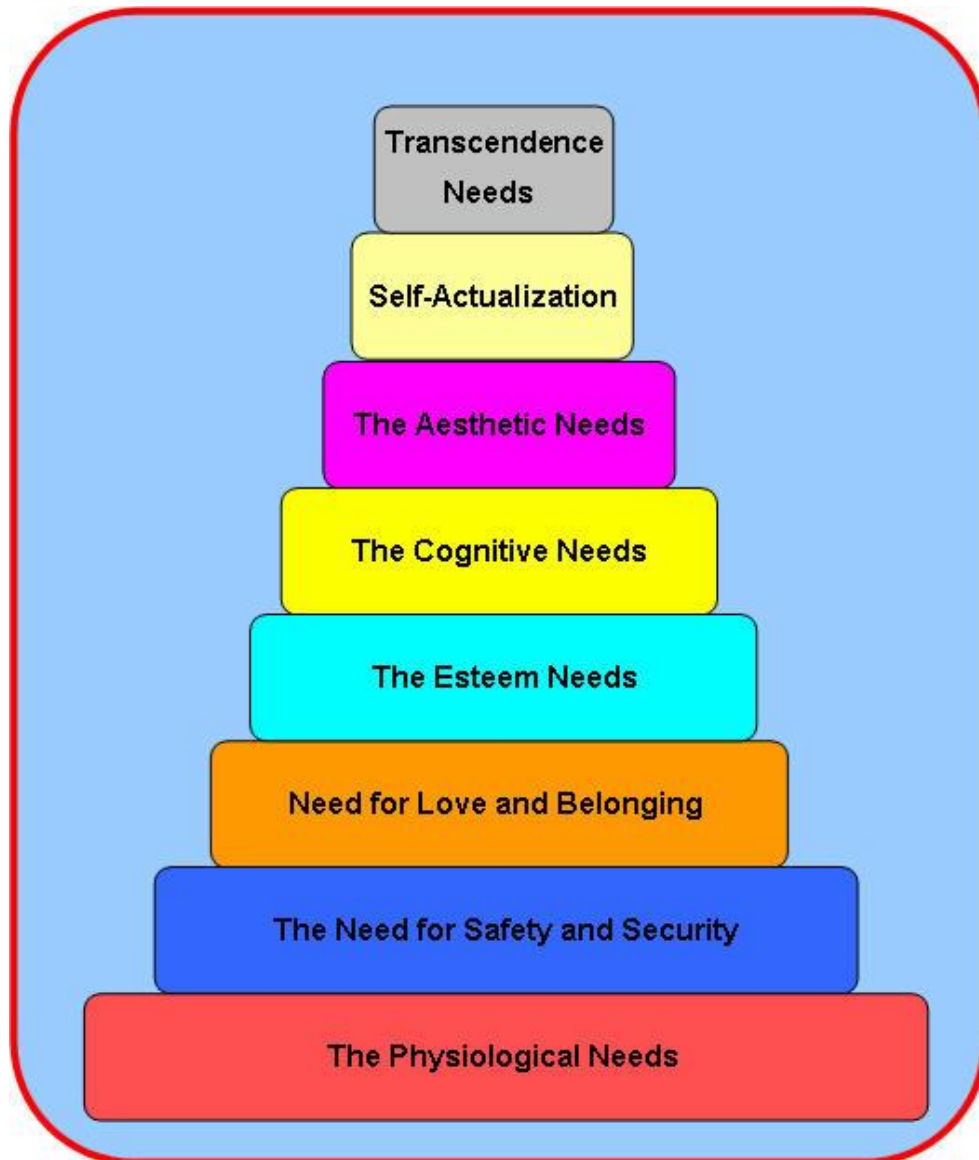 Transcendence
Needs
Self-Actualization
The Aesthetic Needs
The Cognitive Needs
The Esteem Needs
Need for Love and Belonging
The Need for Safety and Security
The Physiological Needs